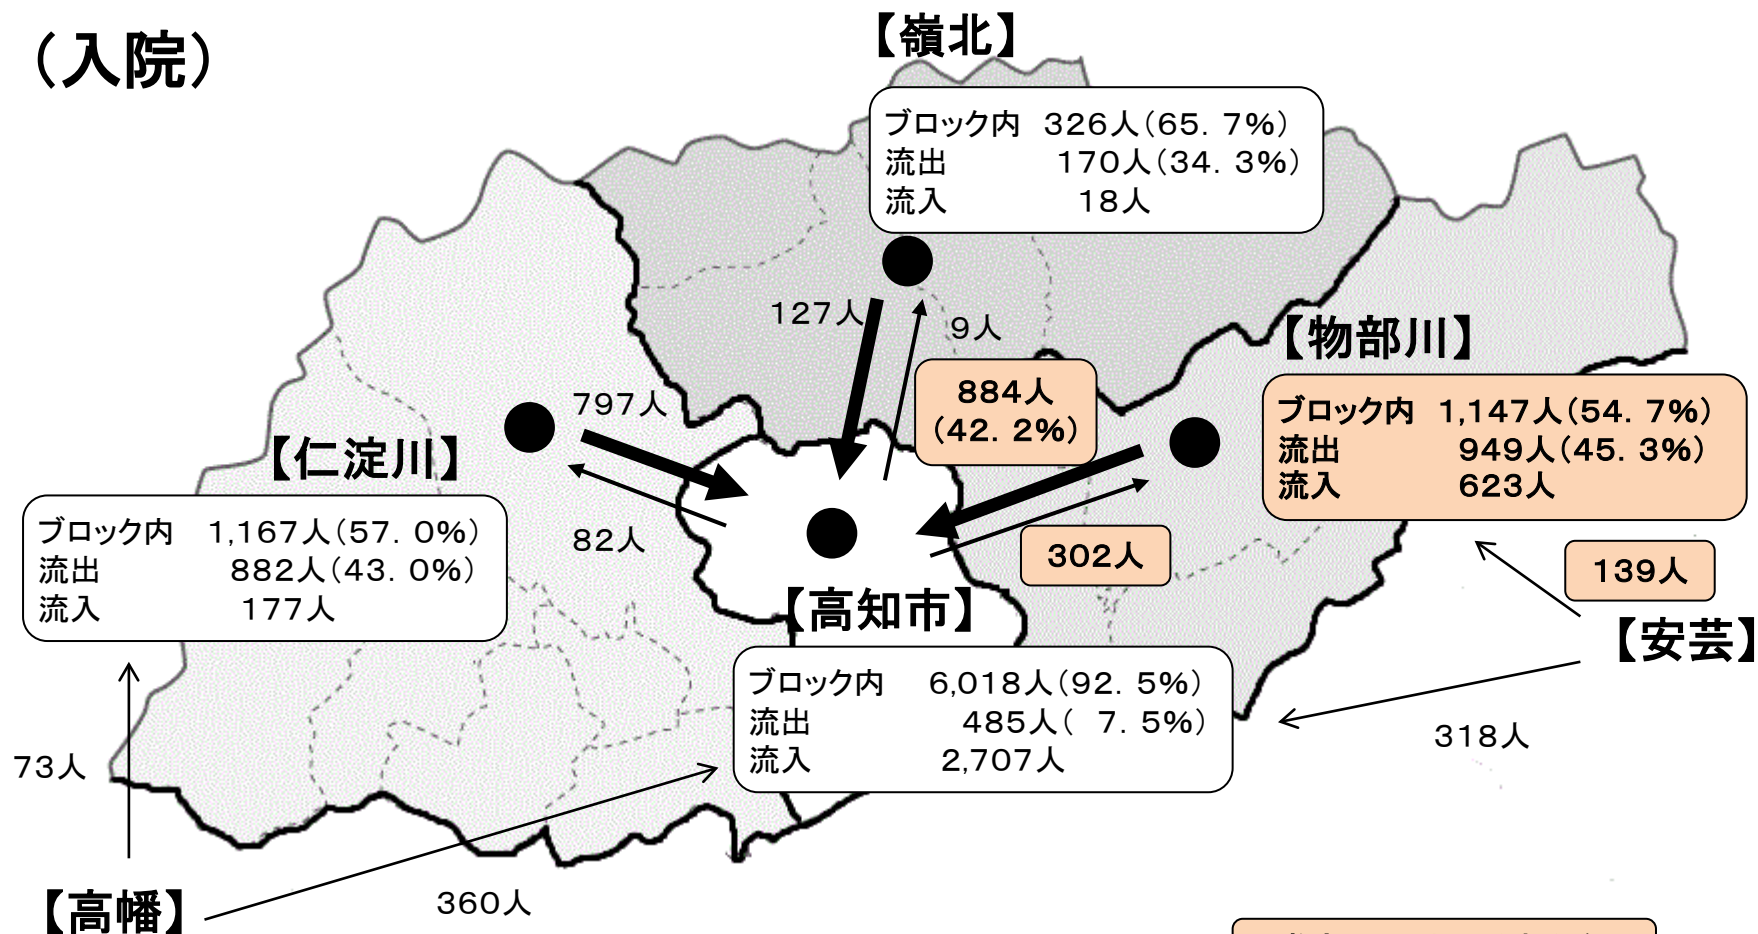 （入院）
【嶺北】
ブロック内 326人（65．7%）
流出 170人（34．3%）
流入 18人
127人
9人
【物部川】
884人
（42．2%）
ブロック内 1,147人（54．7%）
流出 949人（45．3%）
流入 623人
797人
【仁淀川】
ブロック内 1,167人（57．0%）
流出 882人（43．0%）
流入 177人
82人
302人
139人
【高知市】
【安芸】
ブロック内 6,018人（92．5%）
流出 485人（ 7．5%）
流入 2,707人
318人
73人
360人
【高幡】